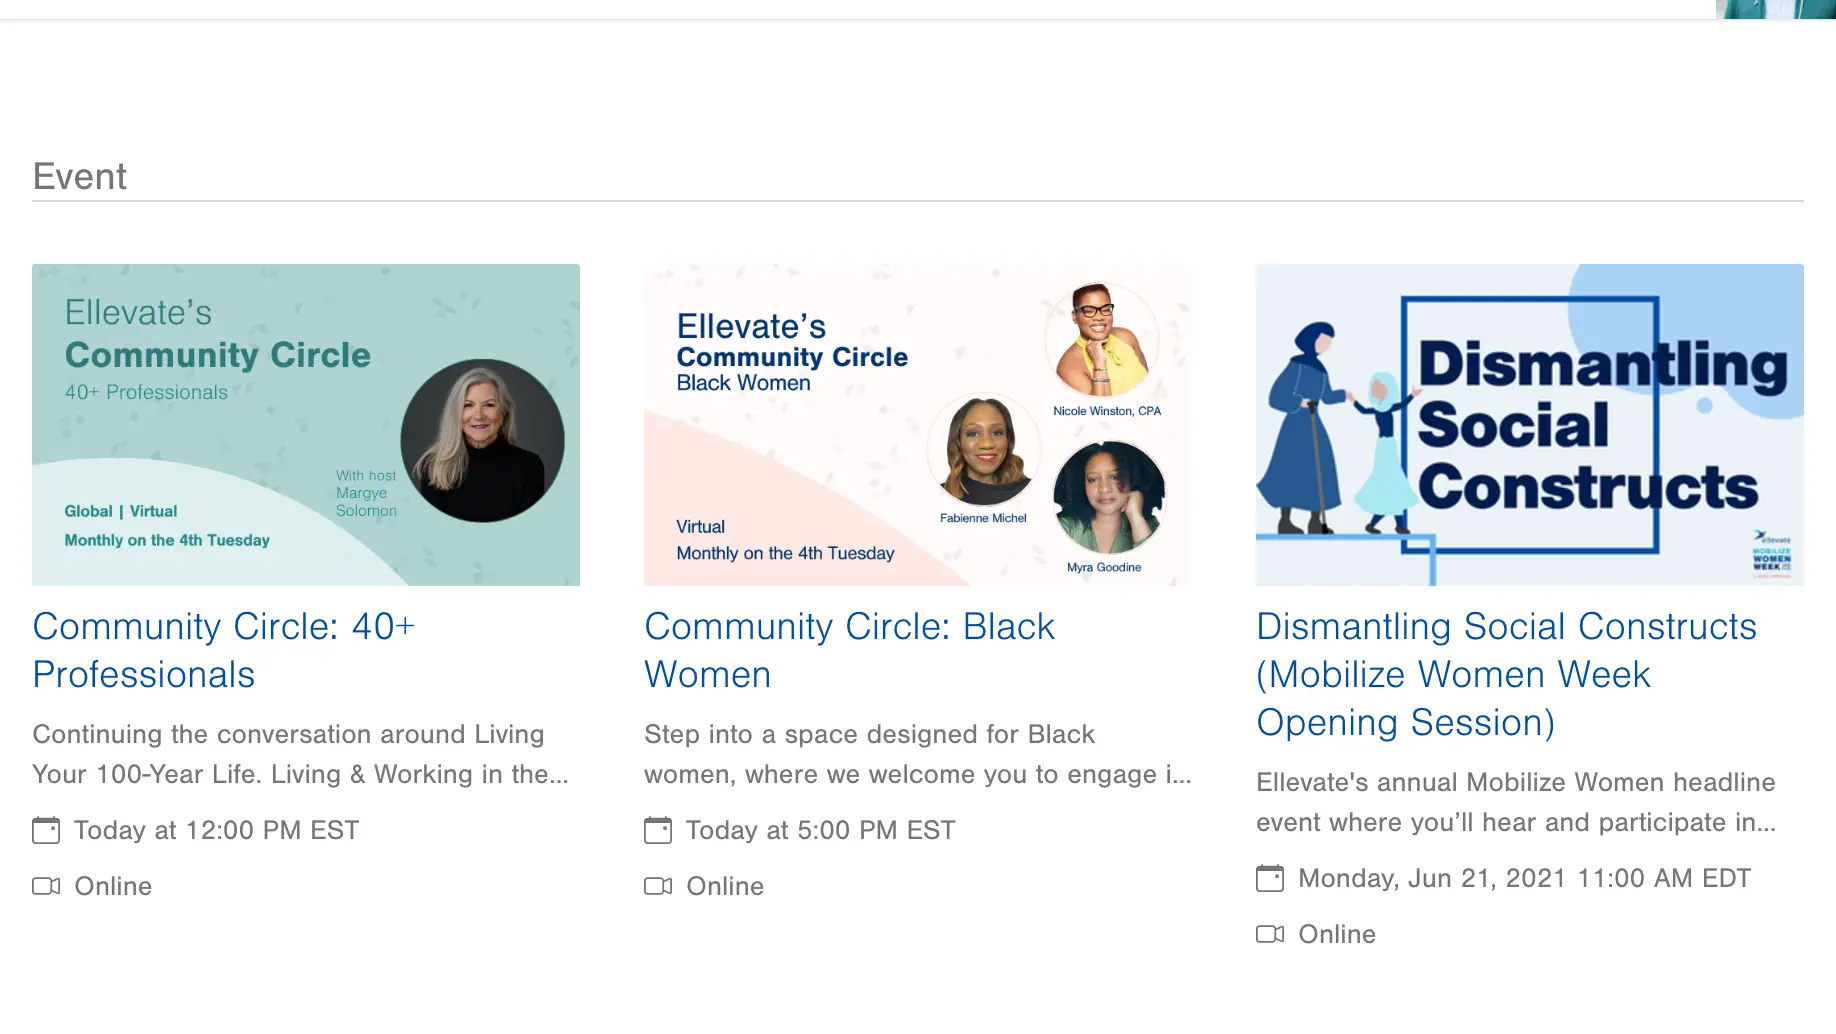 Event
Ellevate’s
Community Circle
40+ Professionals
With host
Margye
Solomon
Global | Virtual
Monthly on the 4th Tuesday
Community Circle: 40+
Professionals
Continuing the conversation around Living
Your 100-Year Life. Living & Working in the...
Today at 12:00 PM EST
Online
Ellevate’s
Community Circle
Black Women
Nicole Winston, CPA
Fabienne Michel
Myra Goodine
Virtual
Monthly on the 4th Tuesday
Community Circle: Black
Women
Step into a space designed for Black
women, where we welcome you to engage i...
Today at 5:00 PM EST
Online
Dismantling
Social
Constructs
ellevate
MOBILIZE
WOMEN
WEEK
Dismantling Social Constructs
(Mobilize Women Week
Opening Session)
Ellevate's annual Mobilize Women headline
event where you’ll hear and participate in...
Monday, Jun 21, 2021 11:00 AM EDT
Online